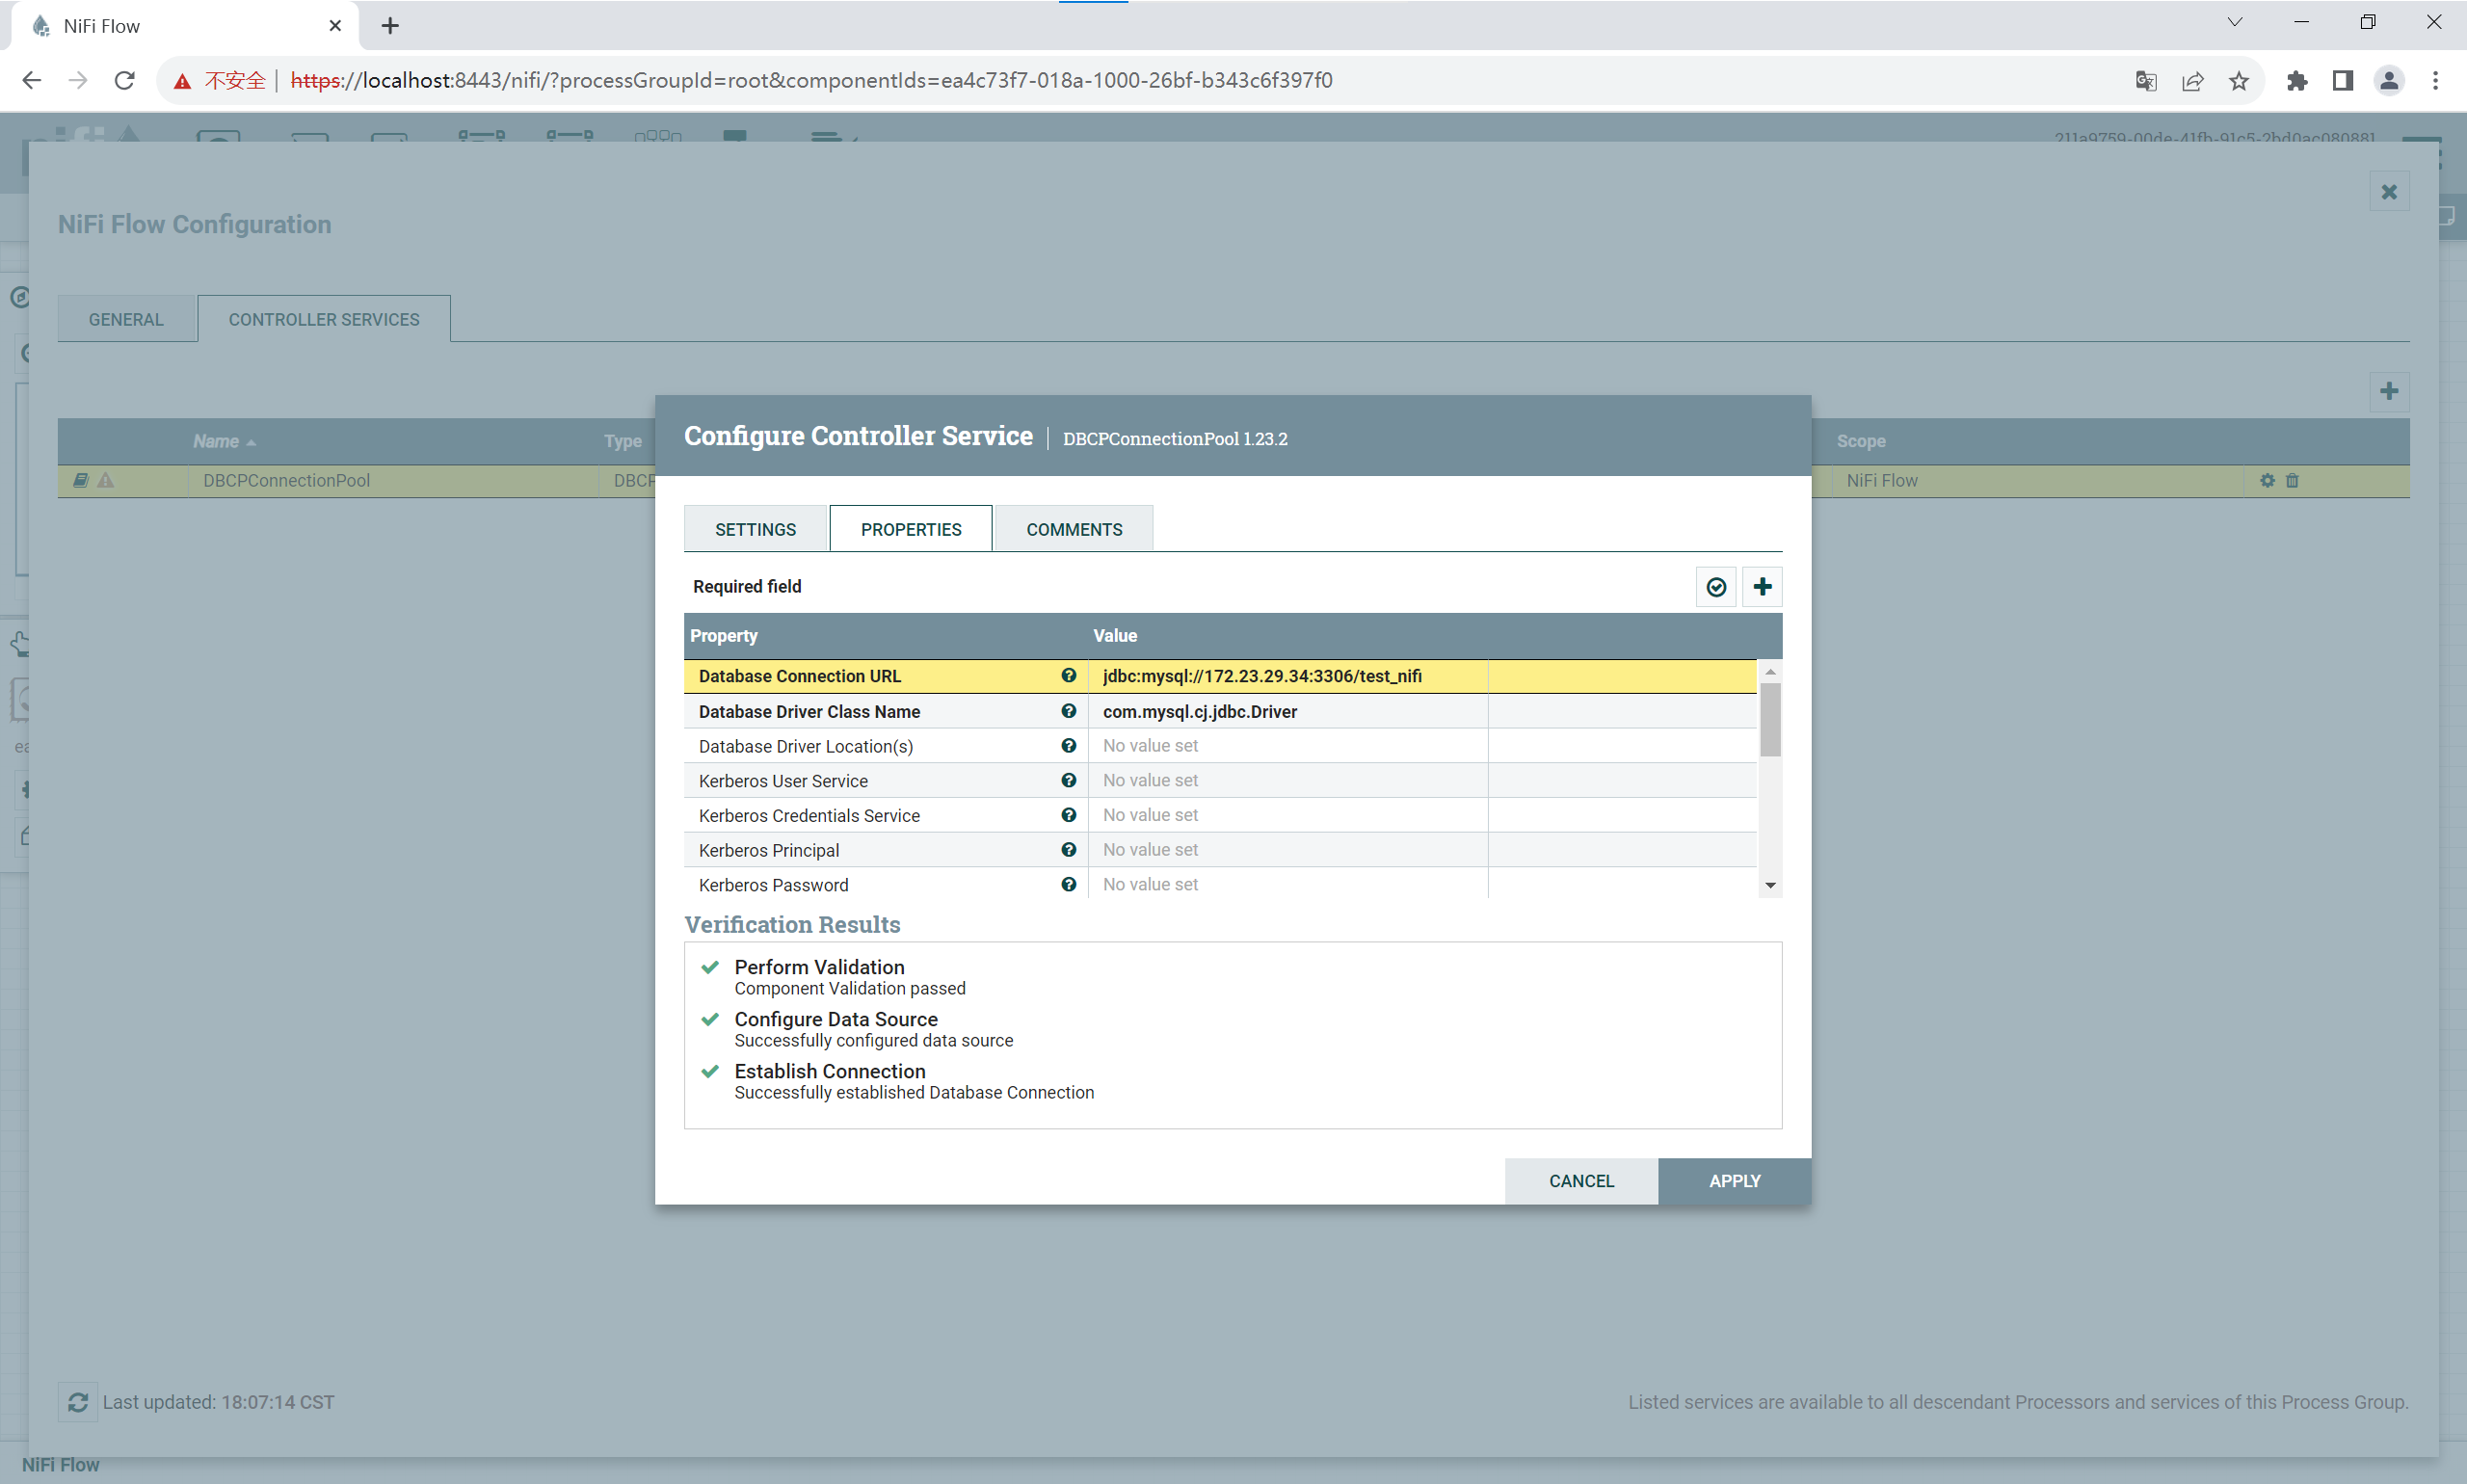 NiFi Flow
不安全 https://localhost:8443/nifi/?processGroupId=root&componentIds=ea4c73f7-018a-1000-26bf-b343c6f397f0
211a9759-00de-41fb-91c5-2bd0ac080881
NiFi Flow Configuration
GENERAL CONTROLLER SERVICES
Name Type Scope
DBCPConnectionPool DBCP NiFi Flow
Configure Controller Service DBCPConnectionPool 1.23.2
SETTINGS PROPERTIES COMMENTS
Required field
Property Value
Database Connection URL jdbc:mysql://172.23.29.34:3306/test_nifi
Database Driver Class Name com.mysql.cj.jdbc.Driver
Database Driver Location(s) No value set
Kerberos User Service No value set
Kerberos Credentials Service No value set
Kerberos Principal No value set
Kerberos Password No value set
Verification Results
Perform Validation
Component Validation passed
Configure Data Source
Successfully configured data source
Establish Connection
Successfully established Database Connection
CANCEL APPLY
Last updated: 18:07:14 CST
Listed services are available to all descendant Processors and services of this Process Group.
NiFi Flow